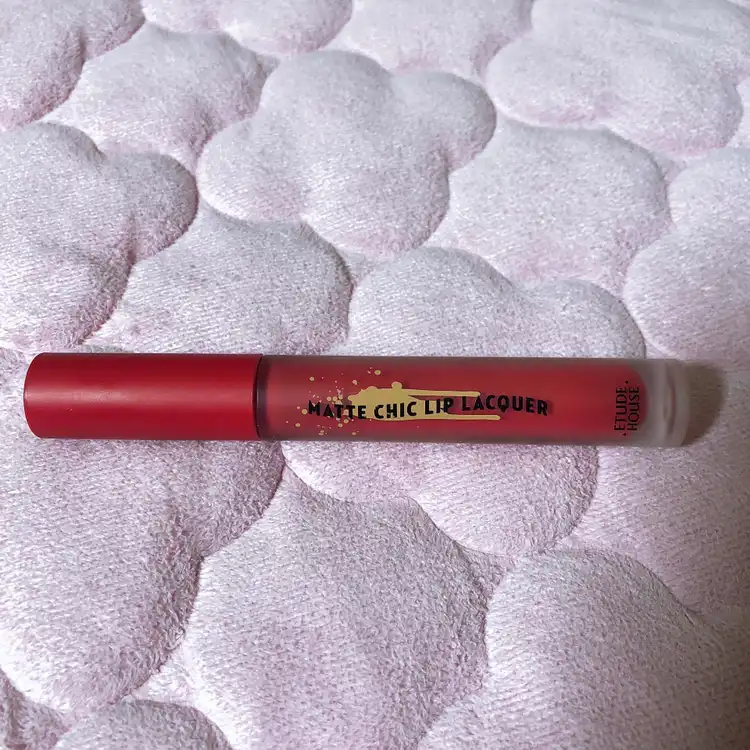 MATTE CHIC LIP LACQUER
·ETUDE·
HOUSE